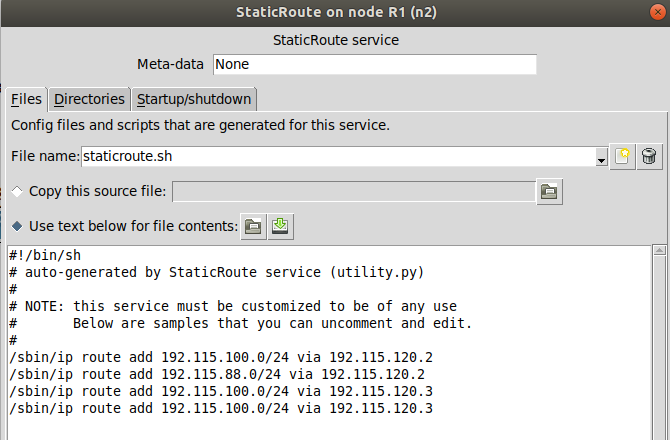 StaticRoute on node R1 (n2)
StaticRoute service
Meta-data None
Files Directories Startup/shutdown
Config files and scripts that are generated for this service.
File name: staticroute.sh
Copy this source file:
Use text below for file contents:
#!/bin/sh
# auto-generated by StaticRoute service (utility.py)
#
# NOTE: this service must be customized to be of any use
#       Below are samples that you can uncomment and edit.
#
/sbin/ip route add 192.115.100.0/24 via 192.115.120.2
/sbin/ip route add 192.115.88.0/24 via 192.115.120.2
/sbin/ip route add 192.115.100.0/24 via 192.115.120.3
/sbin/ip route add 192.115.100.0/24 via 192.115.120.3